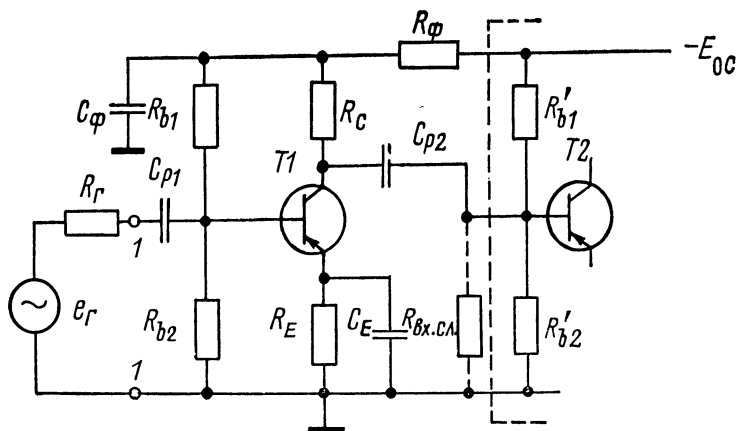 Rф
-E₀c
Cф
Rb1
Rc
Cp2
R'b1
T1
T2
Rг
Cp1
1
eг
Rb2
RE
CE
Rвх.сл.
R'b2
1